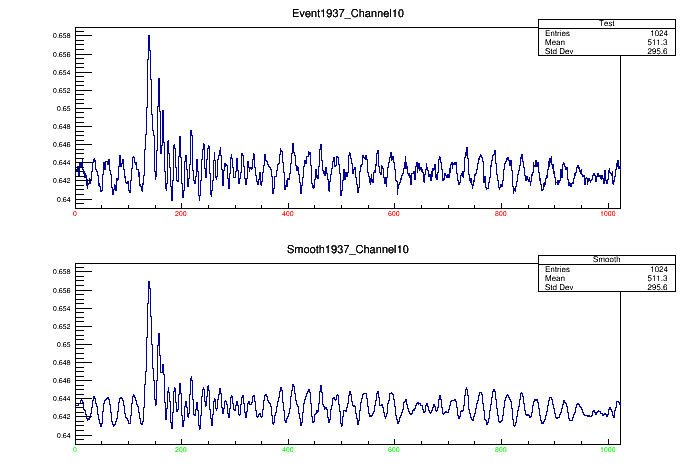 Event1937_Channel10
Test
Entries 1024
Mean 511.3
Std Dev 295.6
0.658
0.656
0.654
0.652
0.65
0.648
0.646
0.644
0.642
0.64
0 200 400 600 800 1000
Smooth1937_Channel10
Smooth
Entries 1024
Mean 511.3
Std Dev 295.6
0.658
0.656
0.654
0.652
0.65
0.648
0.646
0.644
0.642
0.64
0 200 400 600 800 1000